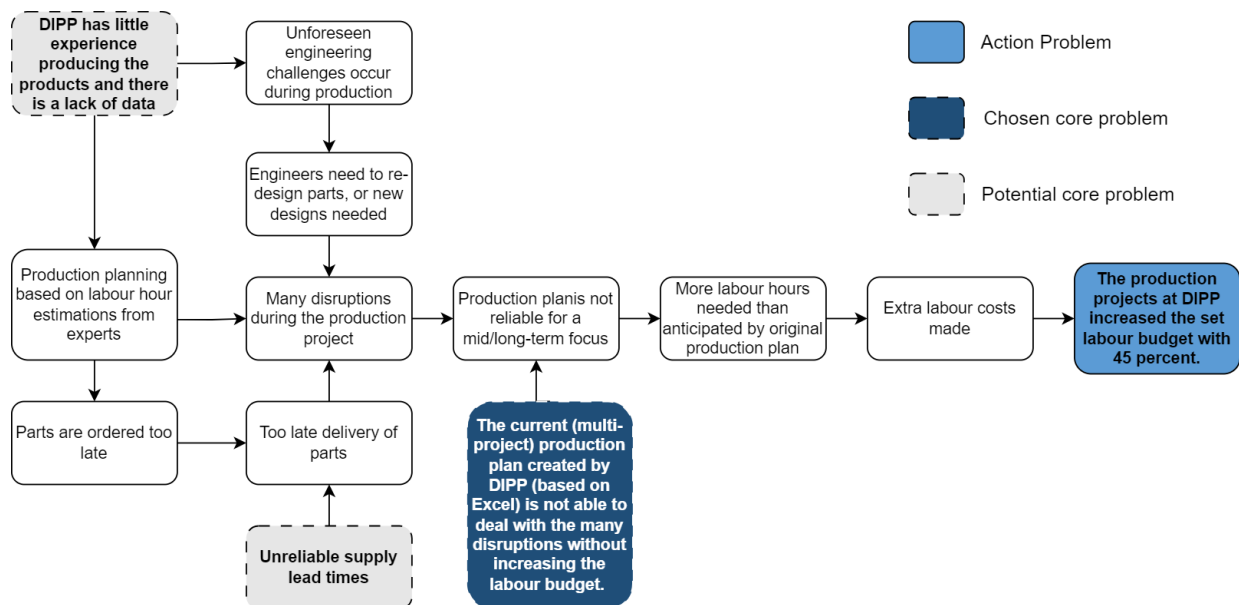 DIPP has little
experience
producing the
products and there
is a lack of data
Unforeseen
engineering
challenges occur
during production
Action Problem
Chosen core problem
Potential core problem
Engineers need to re-
design parts, or new
designs needed
Production planning
based on labour hour
estimations from
experts
Many disruptions
during the production
project
Production planis not
reliable for a
mid/long-term focus
More labour hours
needed than
anticipated by original
production plan
Extra labour costs
made
The production
projects at DIPP
increased the set
labour budget with
45 percent.
Parts are ordered too
late
Too late delivery of
parts
The current (multi-
project) production
plan created by
DIPP (based on
Excel) is not able to
deal with the many
disruptions without
increasing the
labour budget.
Unreliable supply
lead times